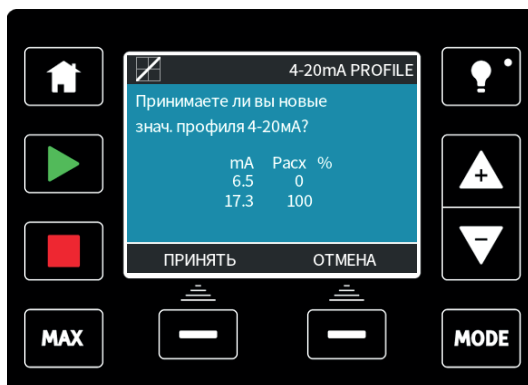 4-20mA PROFILE
Принимаете ли вы новые
знач. профиля 4-20мА?
mA Расх %
6.5 0
17.3 100
ПРИНЯТЬ ОТМЕНА
+
−
MAX
MODE